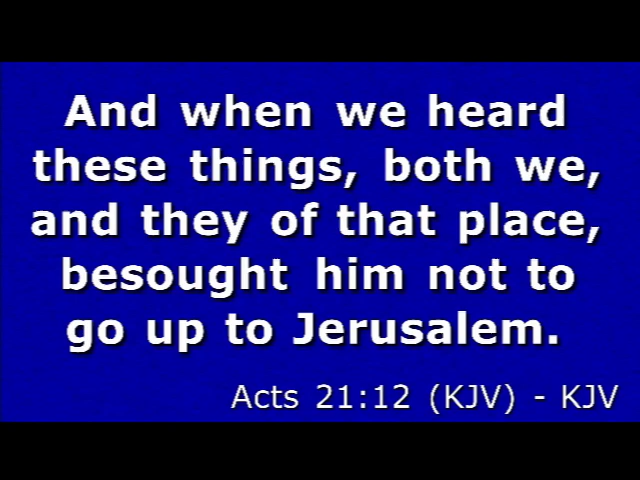 And when we heard
these things, both we,
and they of that place,
besought him not to
go up to Jerusalem.
Acts 21:12 (KJV) - KJV